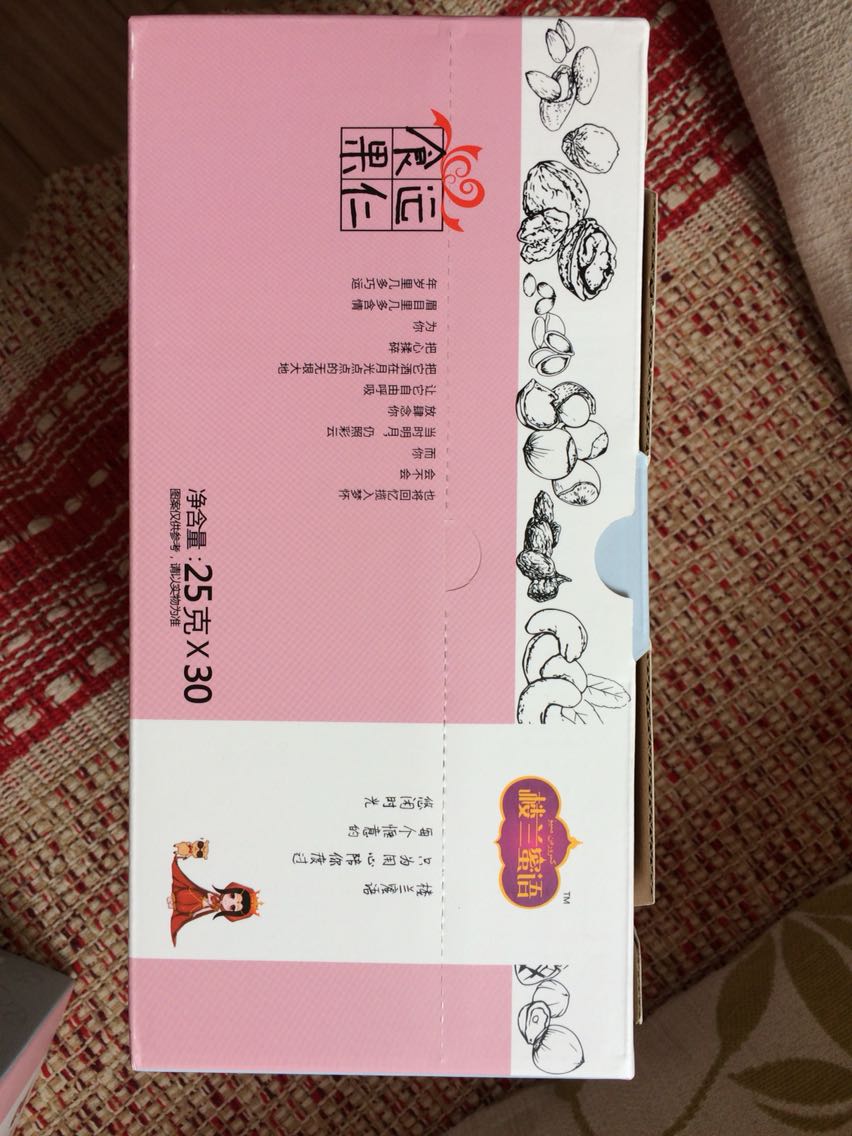 食运
果仁
年岁里几多巧运
眉目里几多含情
为你
把心揉碎
把它洒在月光点点的无垠大地
让它自由呼吸
放肆念你
当时明月，仍照彩云
而你
会不会
也将回忆揽入梦怀
净含量：25克X30
图案仅供参考，请以实物为准
楼兰蜜语
TM
楼兰蜜语
只为用心陪你度过
每个惬意的
悠闲时光